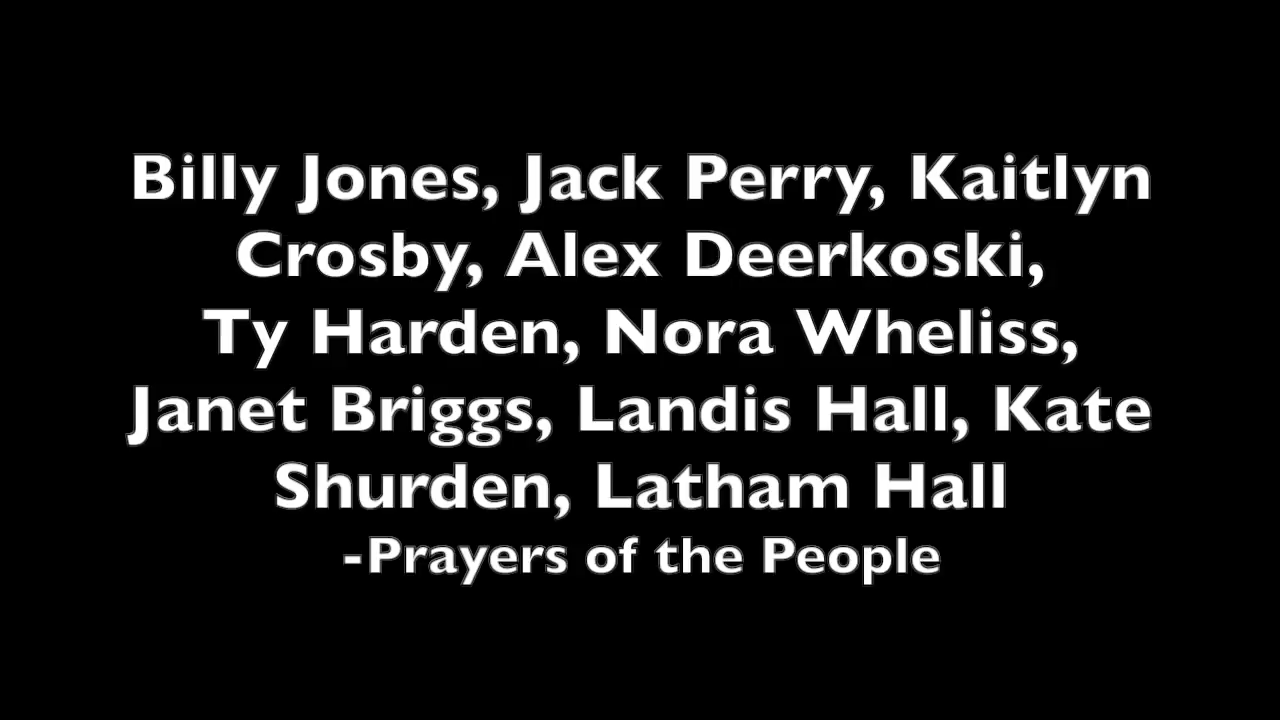 Billy Jones, Jack Perry, Kaitlyn
Crosby, Alex Deerkoski,
Ty Harden, Nora Wheliss,
Janet Briggs, Landis Hall, Kate
Shurden, Latham Hall
-Prayers of the People